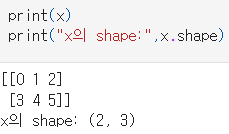 print(x)
print("x의 shape:",x.shape)
[[0 1 2]
[3 4 5]]
x의 shape: (2, 3)